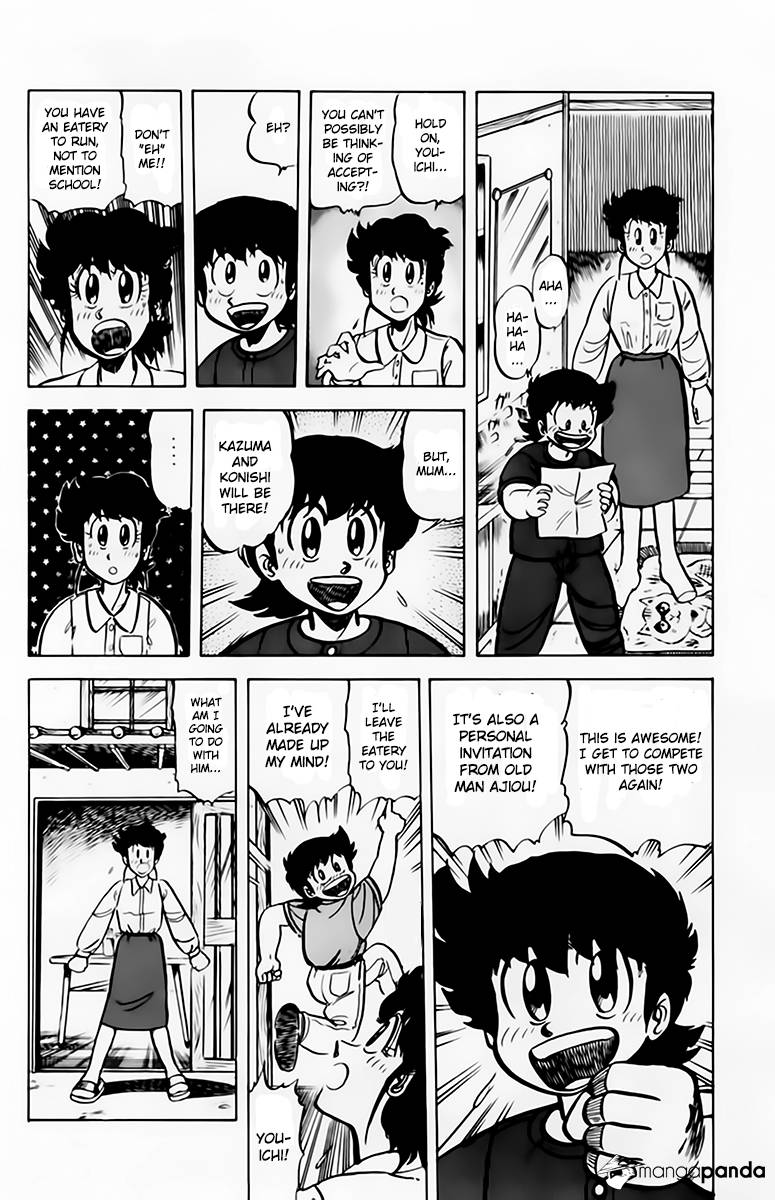 AHA
...
HA-
HA-
HA...
HOLD
ON,
YOU-
ICHI...
YOU CAN'T
POSSIBLY
BE THINK-
ING OF
ACCEPT-
ING?!
EH?
DON'T
"EH"
ME!!
YOU HAVE
AN EATERY
TO RUN,
NOT TO
MENTION
SCHOOL!
BUT,
MUM...
KAZUMA
AND
KONISHI
WILL BE
THERE!
....
THIS IS AWESOME!
I GET TO COMPETE
WITH THOSE TWO
AGAIN!
IT'S ALSO A
PERSONAL
INVITATION
FROM OLD
MAN AJIOU!
I'LL
LEAVE
THE
EATERY
TO YOU!
I'VE
ALREADY
MADE UP
MY MIND!
YOU-
ICHI!
WHAT
AM I
GOING
TO DO
WITH
HIM...
mangapanda